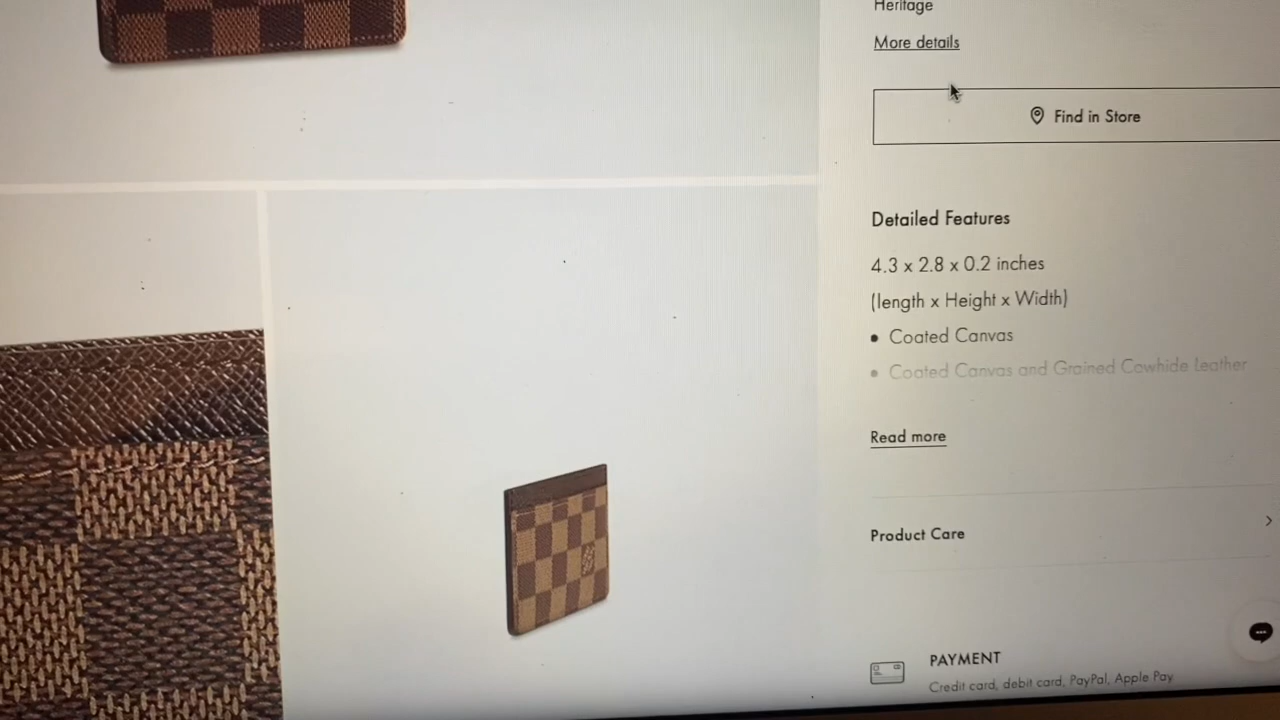 Heritage
More details
Find in Store
Detailed Features
4.3 x 2.8 x 0.2 inches
(length x Height x Width)
Coated Canvas
Coated Canvas and Grained Cowhide Leather
Read more
Product Care
PAYMENT
Credit card, debit card, PayPal, Apple Pay